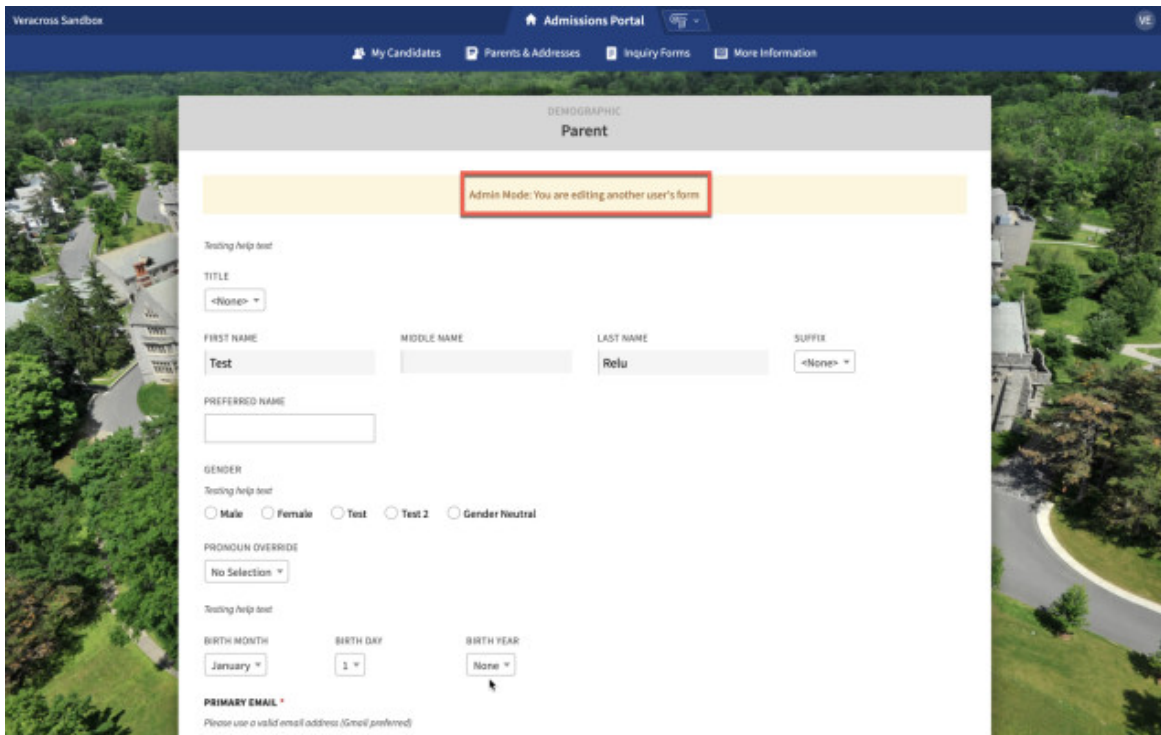 Veracross Sandbox
Admissions Portal
VE
My Candidates
Parents & Addresses
Inquiry Forms
More Information
DEMOGRAPHIC
Parent
Admin Mode: You are editing another user's form
Testing help text
TITLE
<None>
FIRST NAME MIDDLE NAME LAST NAME SUFFIX
Test Relu <None>
PREFERRED NAME
GENDER
Testing help text
Male Female Test Test 2 Gender Neutral
PRONOUN OVERRIDE
No Selection
Testing help text
BIRTH MONTH BIRTH DAY BIRTH YEAR
January 1 None
PRIMARY EMAIL *
Please use a valid email address (Gmail preferred)